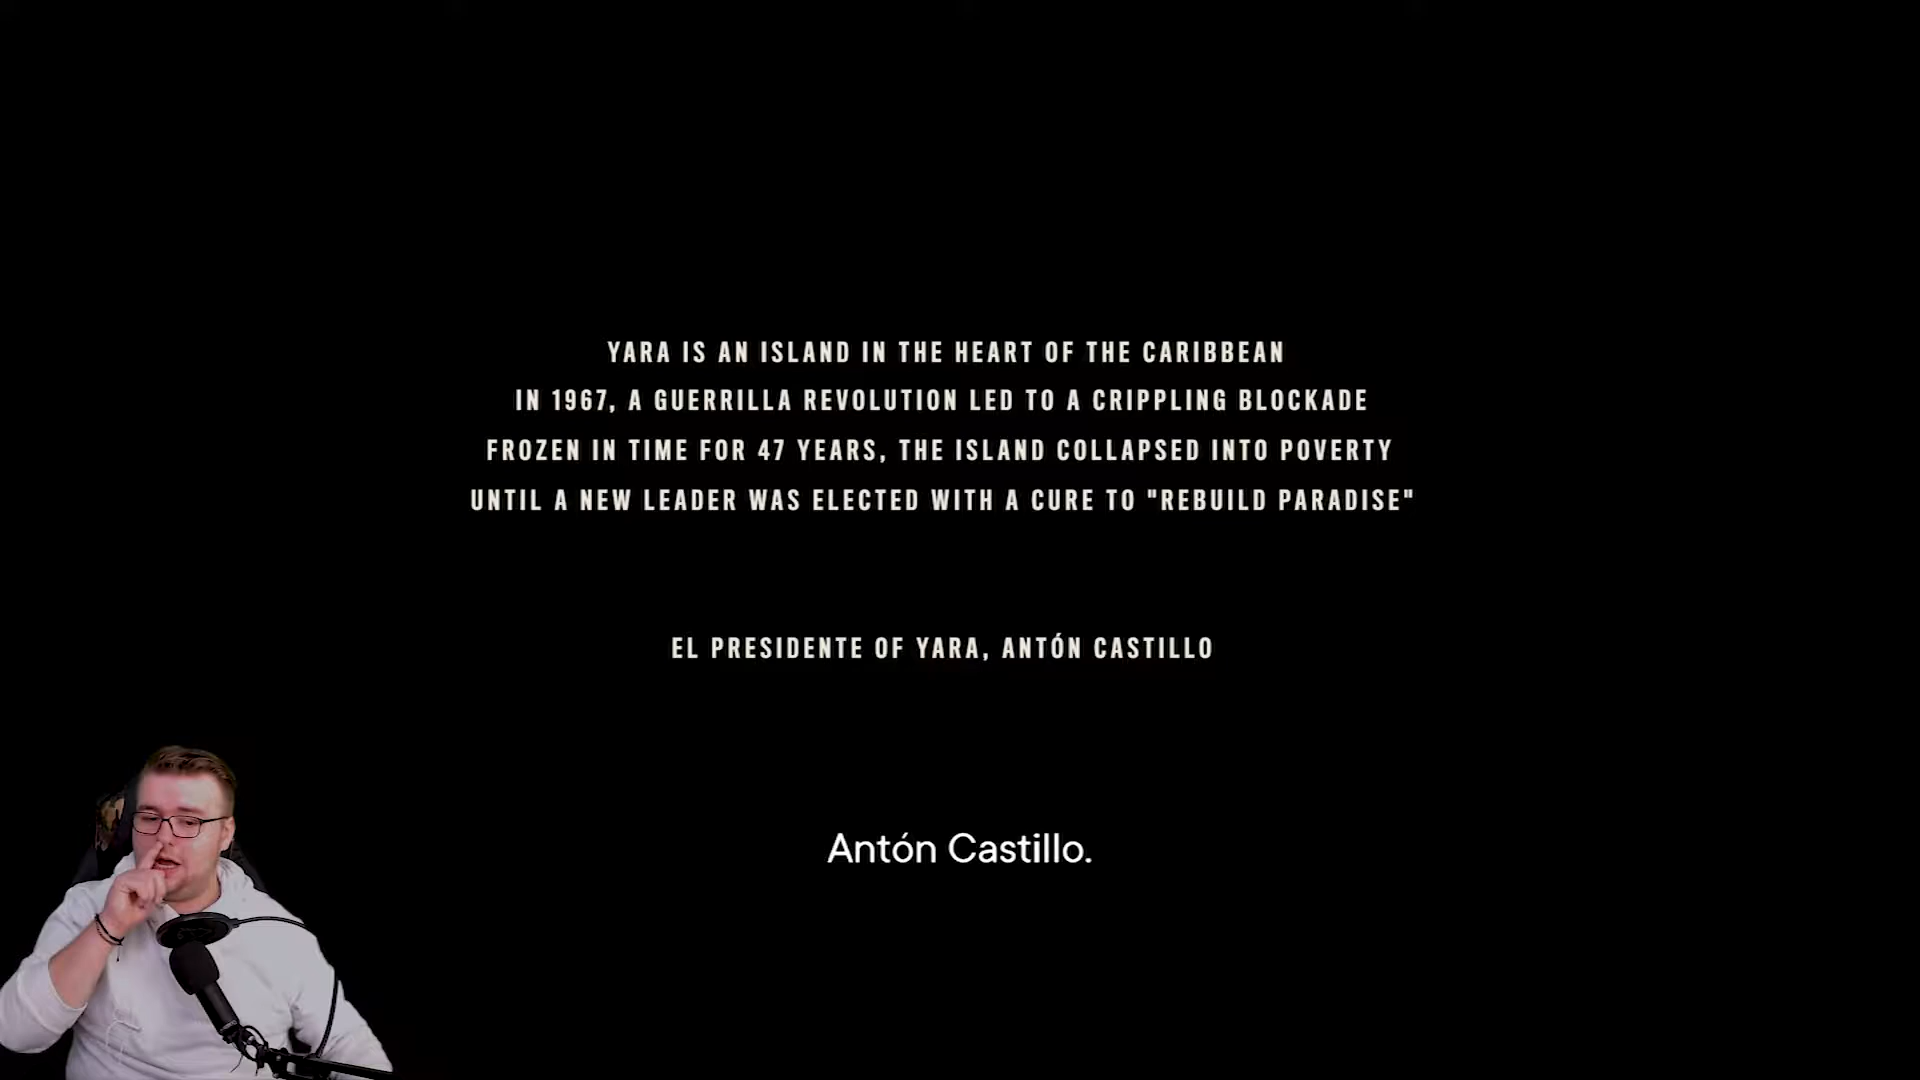 YARA IS AN ISLAND IN THE HEART OF THE CARIBBEAN
IN 1967, A GUERRILLA REVOLUTION LED TO A CRIPPLING BLOCKADE
FROZEN IN TIME FOR 47 YEARS, THE ISLAND COLLAPSED INTO POVERTY
UNTIL A NEW LEADER WAS ELECTED WITH A CURE TO "REBUILD PARADISE"
EL PRESIDENTE OF YARA, ANTÓN CASTILLO
Antón Castillo.